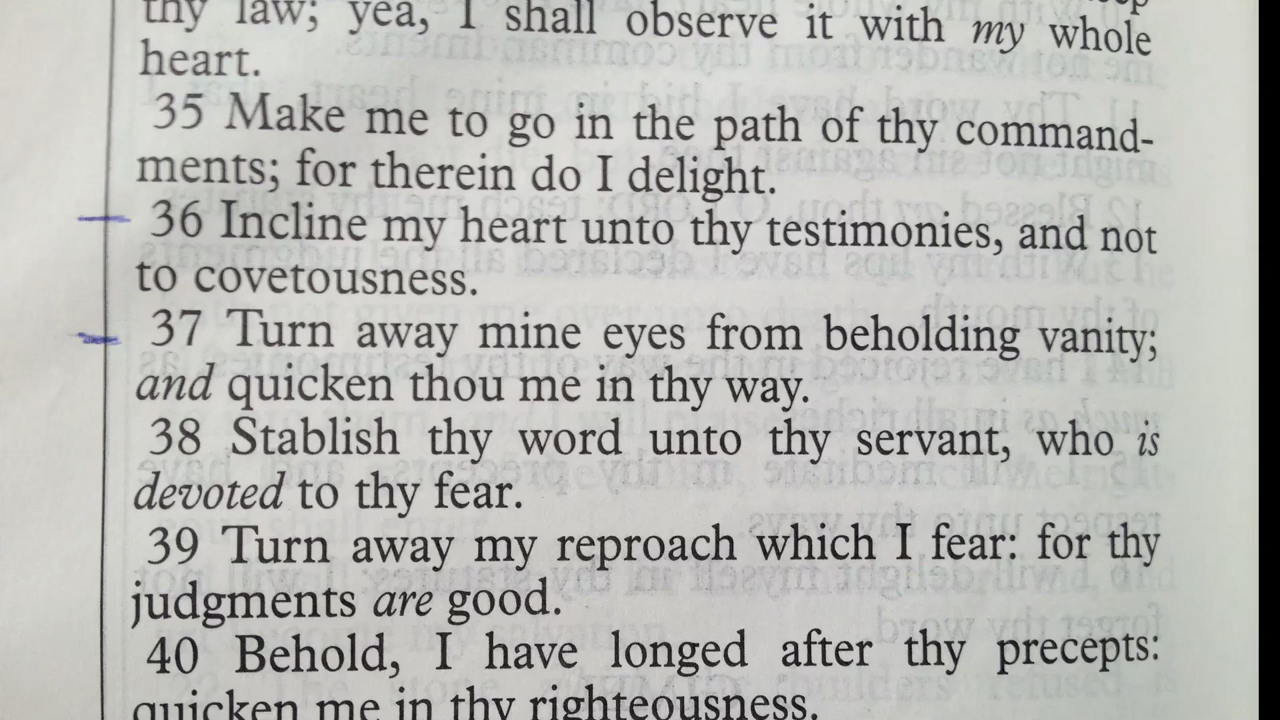 thy law; yea, I shall observe it with my whole
heart.
35 Make me to go in the path of thy command-
ments; for therein do I delight.
36 Incline my heart unto thy testimonies, and not
to covetousness.
37 Turn away mine eyes from beholding vanity;
and quicken thou me in thy way.
38 Stablish thy word unto thy servant, who is
devoted to thy fear.
39 Turn away my reproach which I fear: for thy
judgments are good.
40 Behold, I have longed after thy precepts:
quicken me in thy righteousness.